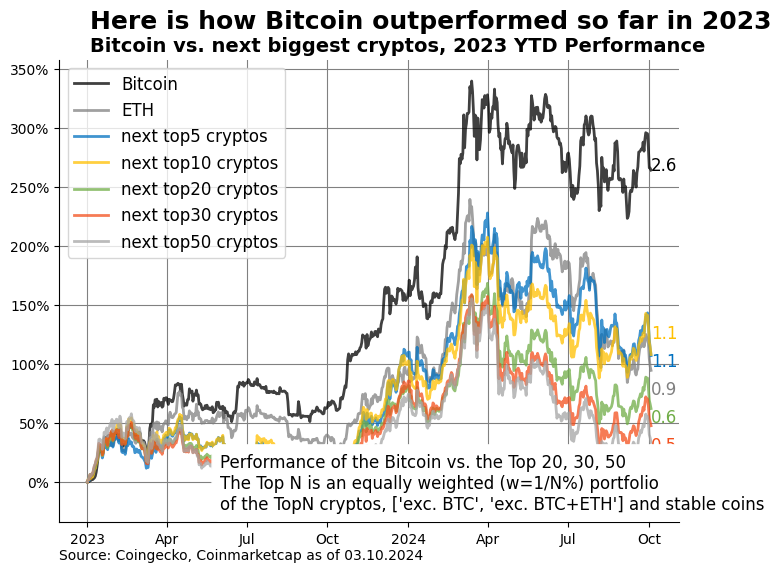 Here is how Bitcoin outperformed so far in 2023
Bitcoin vs. next biggest cryptos, 2023 YTD Performance
350%
300%
250%
200%
150%
100%
50%
0%
Bitcoin
ETH
next top5 cryptos
next top10 cryptos
next top20 cryptos
next top30 cryptos
next top50 cryptos
2.6
1.1
1.1
0.9
0.6
0.5
Performance of the Bitcoin vs. the Top 20, 30, 50
The Top N is an equally weighted (w=1/N%) portfolio
of the TopN cryptos, ['exc. BTC', 'exc. BTC+ETH'] and stable coins
2023 Apr Jul Oct 2024 Apr Jul Oct
Source: Coingecko, Coinmarketcap as of 03.10.2024